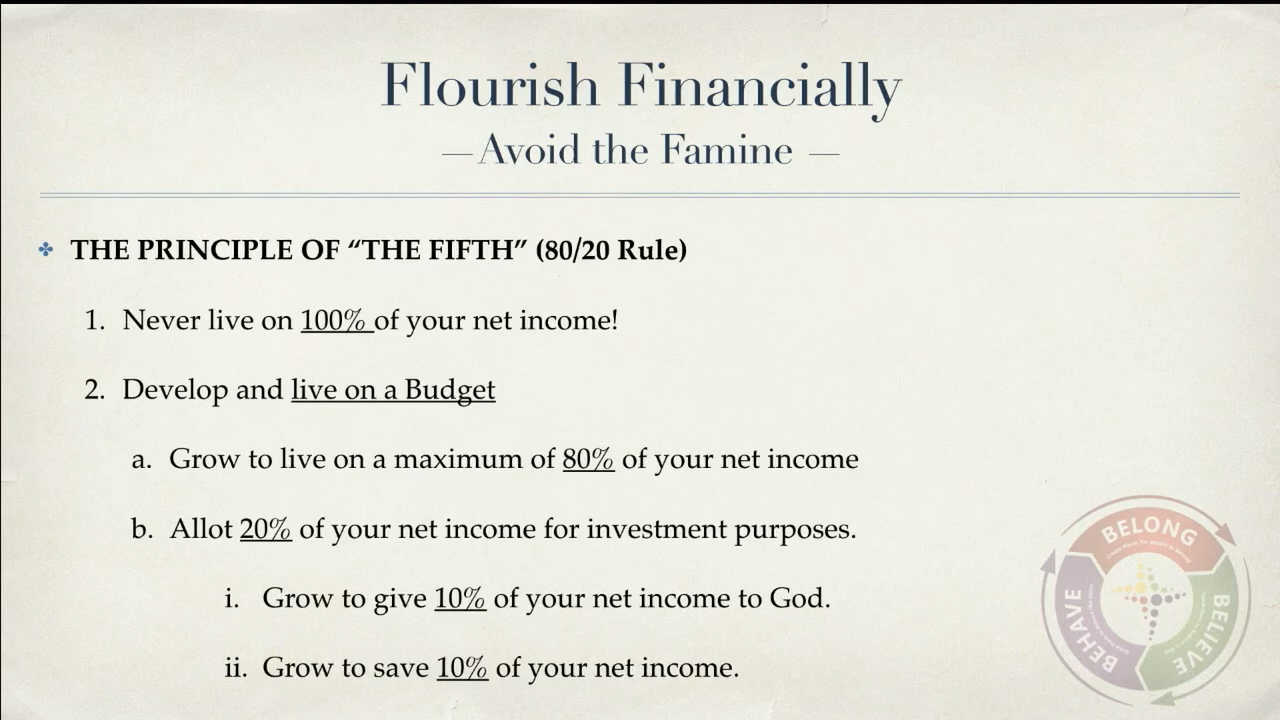 Flourish Financially
—Avoid the Famine —
✤ THE PRINCIPLE OF “THE FIFTH” (80/20 Rule)
1. Never live on 100% of your net income!
2. Develop and live on a Budget
a. Grow to live on a maximum of 80% of your net income
b. Allot 20% of your net income for investment purposes.
i. Grow to give 10% of your net income to God.
ii. Grow to save 10% of your net income.
BELONG
BELIEVE
BEHAVE